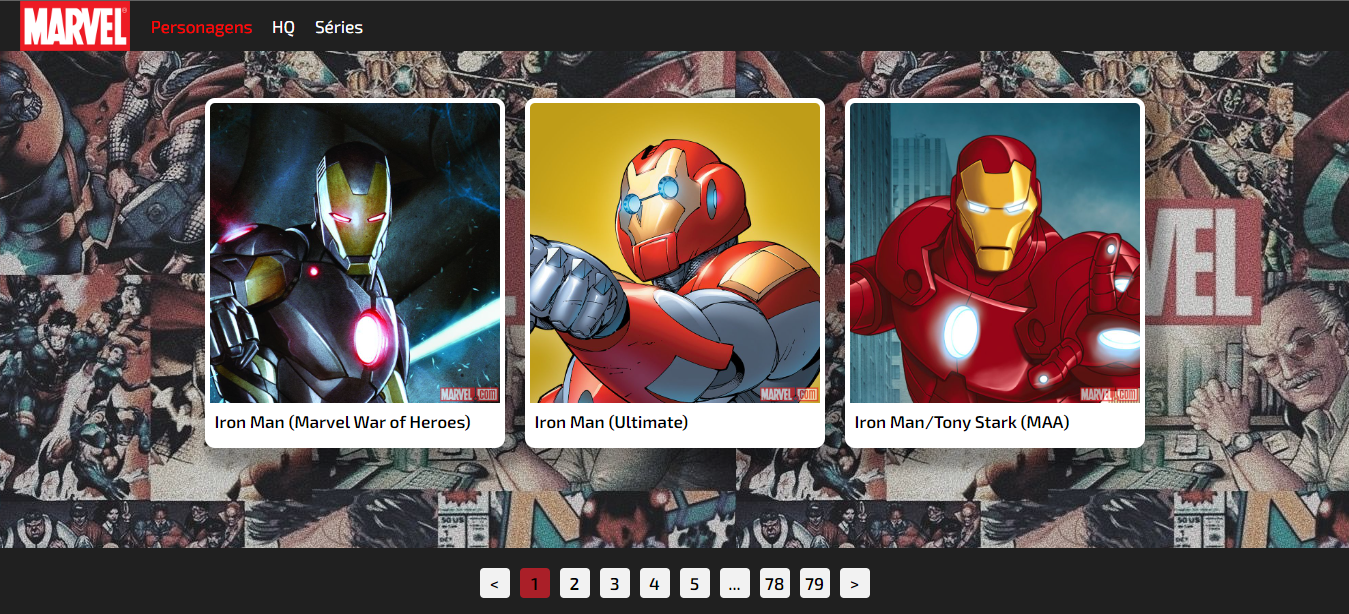 MARVEL Personagens HQ Séries
VEL
MARVEL.com
MARVEL.com
MARVEL.com
Iron Man (Marvel War of Heroes)
Iron Man (Ultimate)
Iron Man/Tony Stark (MAA)
< 1 2 3 4 5 ... 78 79 >